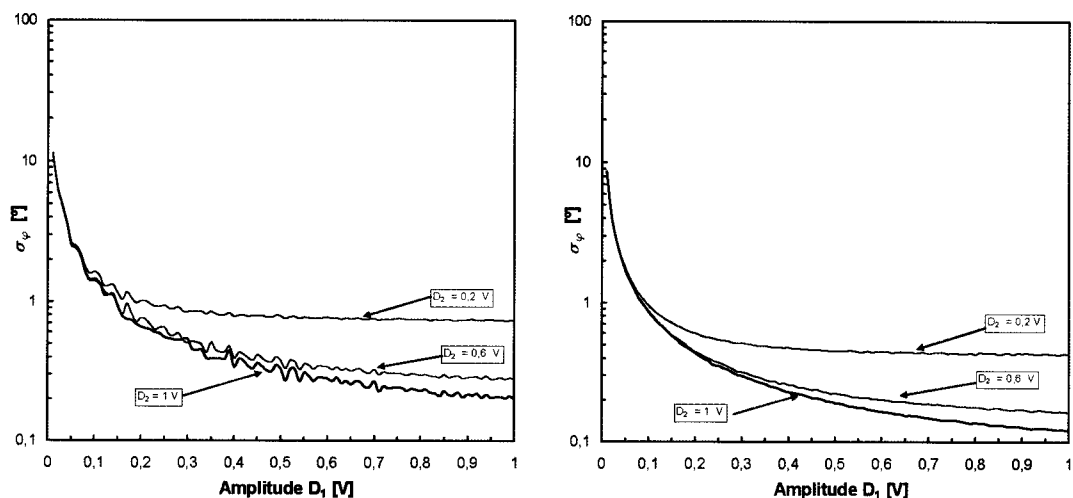 100
10
1
0,1
σφ [º]
D₂ = 0,2 V
D₂ = 0,6 V
D₂ = 1 V
0 0,1 0,2 0,3 0,4 0,5 0,6 0,7 0,8 0,9 1
Amplitude D₁ [V]
100
10
1
0,1
σφ [º]
D₂ = 0,2 V
D₂ = 0,6 V
D₂ = 1 V
0 0,1 0,2 0,3 0,4 0,5 0,6 0,7 0,8 0,9 1
Amplitude D₁ [V]